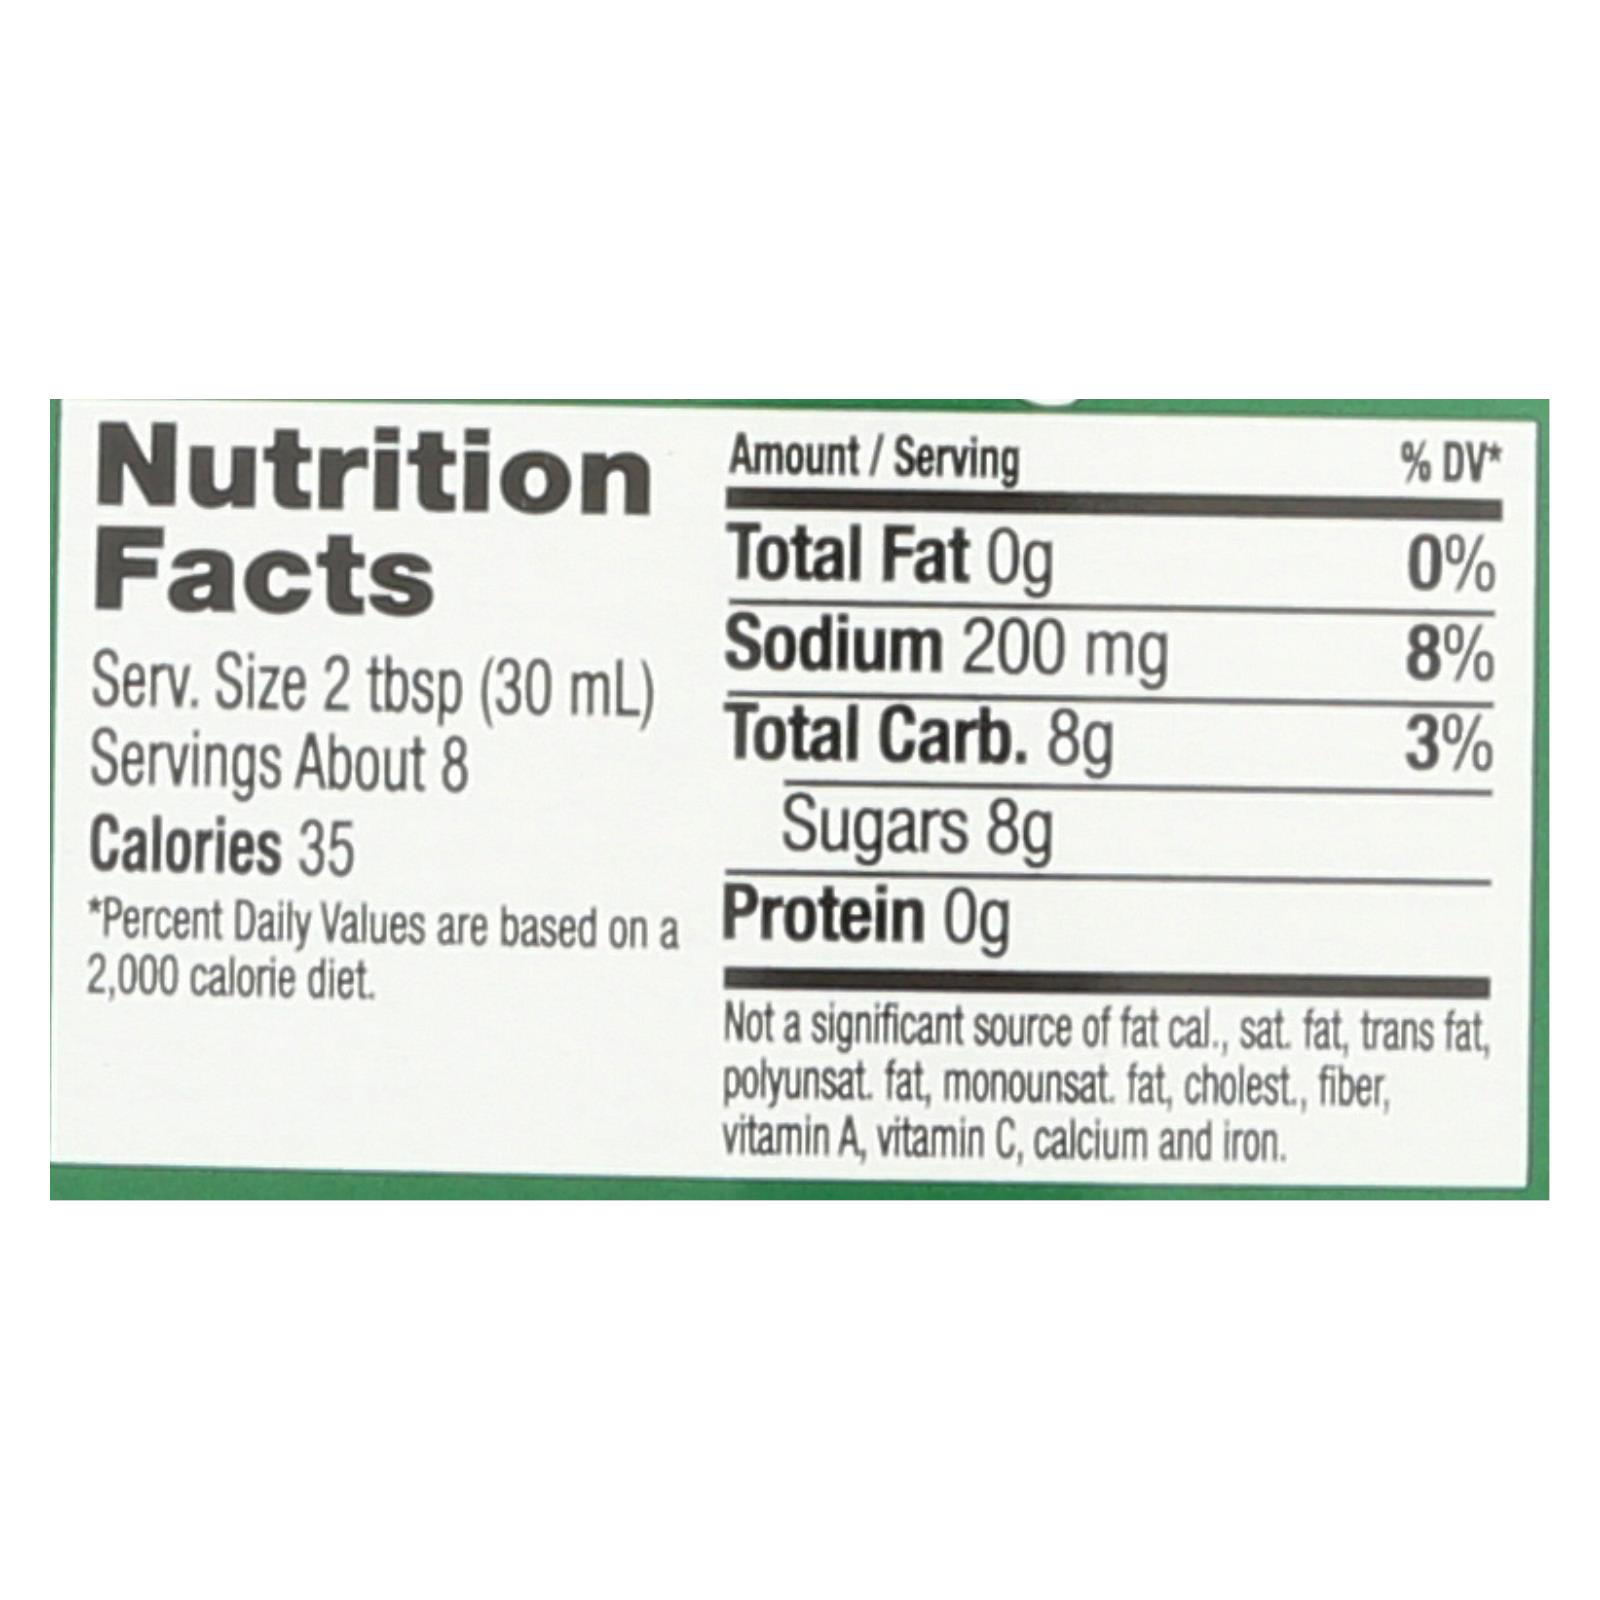 Nutrition
Facts
Serv. Size 2 tbsp (30 mL)
Servings About 8
Calories 35
*Percent Daily Values are based on a
2,000 calorie diet.
Amount / Serving % DV*
Total Fat 0g 0%
Sodium 200 mg 8%
Total Carb. 8g 3%
Sugars 8g
Protein 0g
Not a significant source of fat cal., sat. fat, trans fat,
polyunsat. fat, monounsat. fat, cholest., fiber,
vitamin A, vitamin C, calcium and iron.